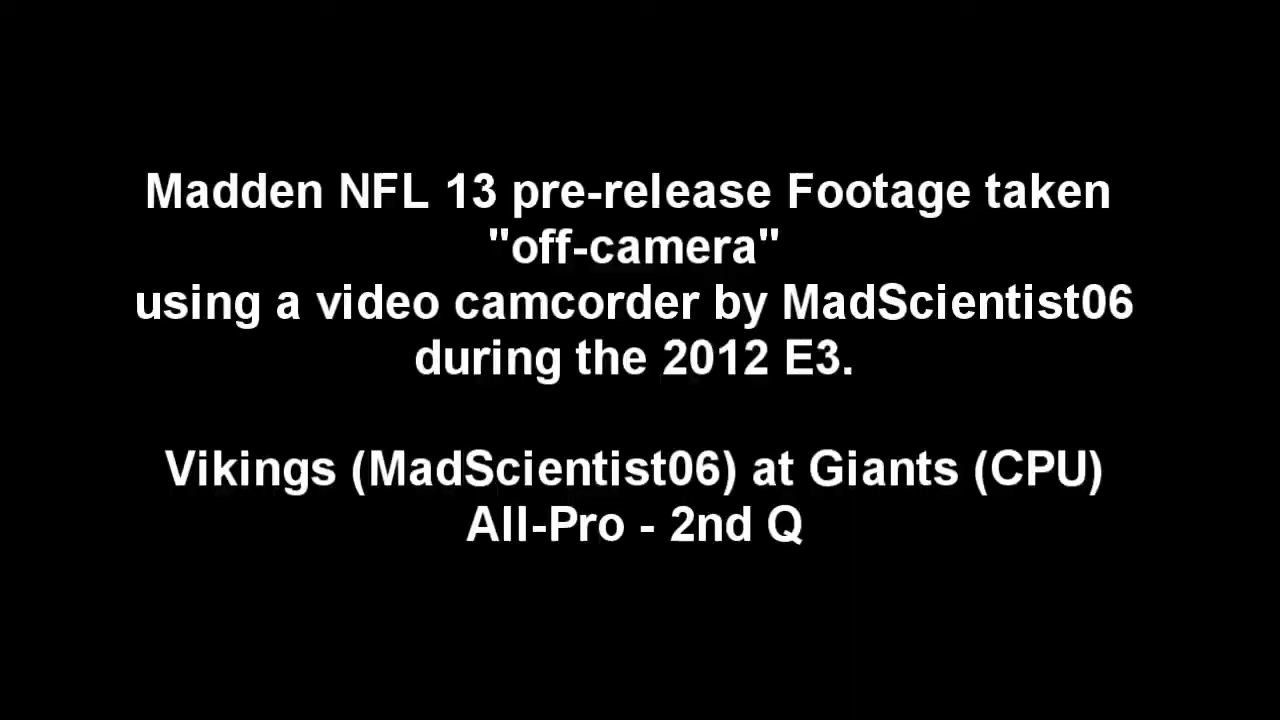 Madden NFL 13 pre-release Footage taken
"off-camera"
using a video camcorder by MadScientist06
during the 2012 E3.
Vikings (MadScientist06) at Giants (CPU)
All-Pro - 2nd Q